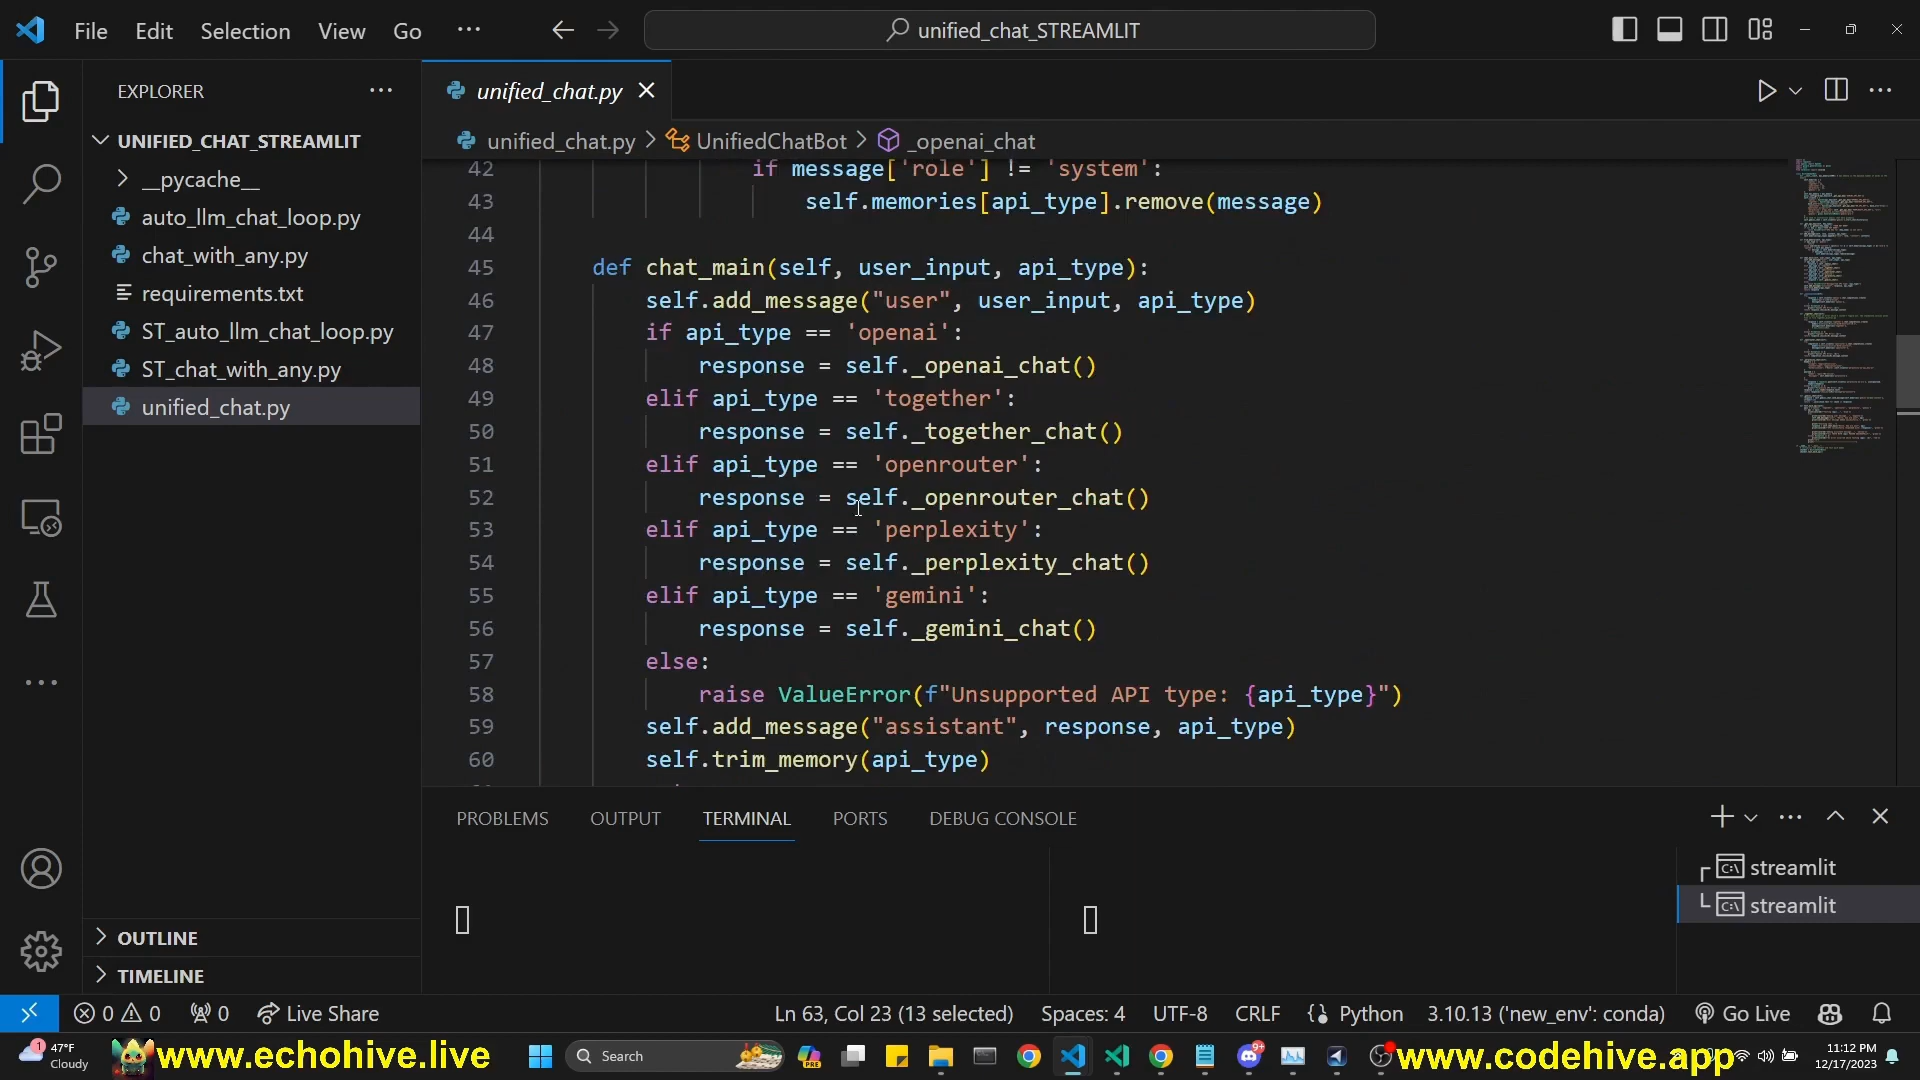 File Edit Selection View Go ··· unified_chat_STREAMLIT
EXPLORER
UNIFIED_CHAT_STREAMLIT
__pycache__
auto_llm_chat_loop.py
chat_with_any.py
requirements.txt
ST_auto_llm_chat_loop.py
ST_chat_with_any.py
unified_chat.py
OUTLINE
TIMELINE
unified_chat.py
unified_chat.py > UnifiedChatBot > _openai_chat
42 if message['role'] != 'system':
43 self.memories[api_type].remove(message)
44
45 def chat_main(self, user_input, api_type):
46 self.add_message("user", user_input, api_type)
47 if api_type == 'openai':
48 response = self._openai_chat()
49 elif api_type == 'together':
50 response = self._together_chat()
51 elif api_type == 'openrouter':
52 response = self._openrouter_chat()
53 elif api_type == 'perplexity':
54 response = self._perplexity_chat()
55 elif api_type == 'gemini':
56 response = self._gemini_chat()
57 else:
58 raise ValueError(f"Unsupported API type: {api_type}")
59 self.add_message("assistant", response, api_type)
60 self.trim_memory(api_type)
PROBLEMS OUTPUT TERMINAL PORTS DEBUG CONSOLE
streamlit
streamlit
0 0 0 Live Share Ln 63, Col 23 (13 selected) Spaces: 4 UTF-8 CRLF Python 3.10.13 ('new_env': conda) Go Live
1 47°F
Cloudy
www.echohive.live
Search
PRE
9+
www.codehive.app
11:12 PM
12/17/2023